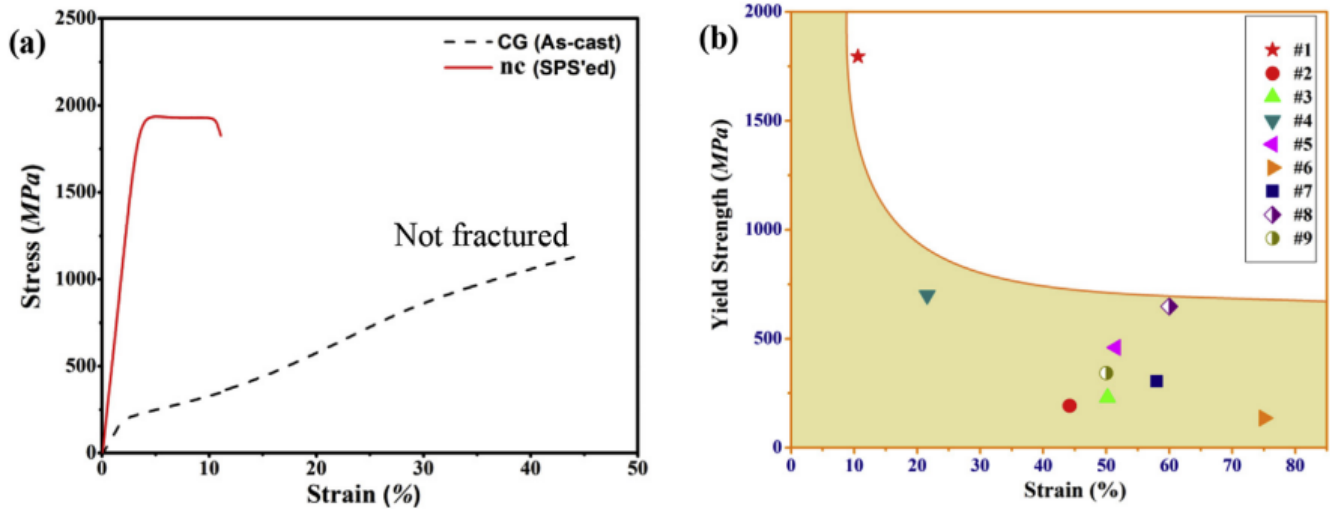 (a)
2500
2000
1500
1000
500
0
Stress (MPa)
CG (As-cast)
nc (SPS'ed)
Not fractured
0 10 20 30 40 50
Strain (%)
(b)
2000
1500
1000
500
0
Yield Strength (MPa)
#1
#2
#3
#4
#5
#6
#7
#8
#9
0 10 20 30 40 50 60 70 80
Strain (%)